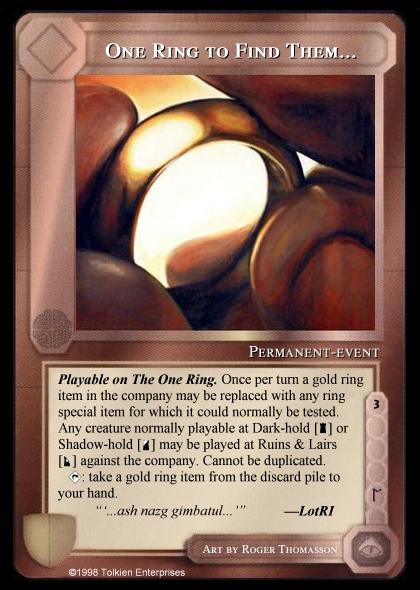 One Ring to Find Them...
Permanent-event
Playable on The One Ring. Once per turn a gold ring
item in the company may be replaced with any ring
special item for which it could normally be tested.
Any creature normally playable at Dark-hold [] or
Shadow-hold [] may be played at Ruins & Lairs
[] against the company. Cannot be duplicated.
: take a gold ring item from the discard pile to
your hand.
“‘...ash nazg gimbatul...’” —LotRI
3
Art by Roger Thomasson
©1998 Tolkien Enterprises